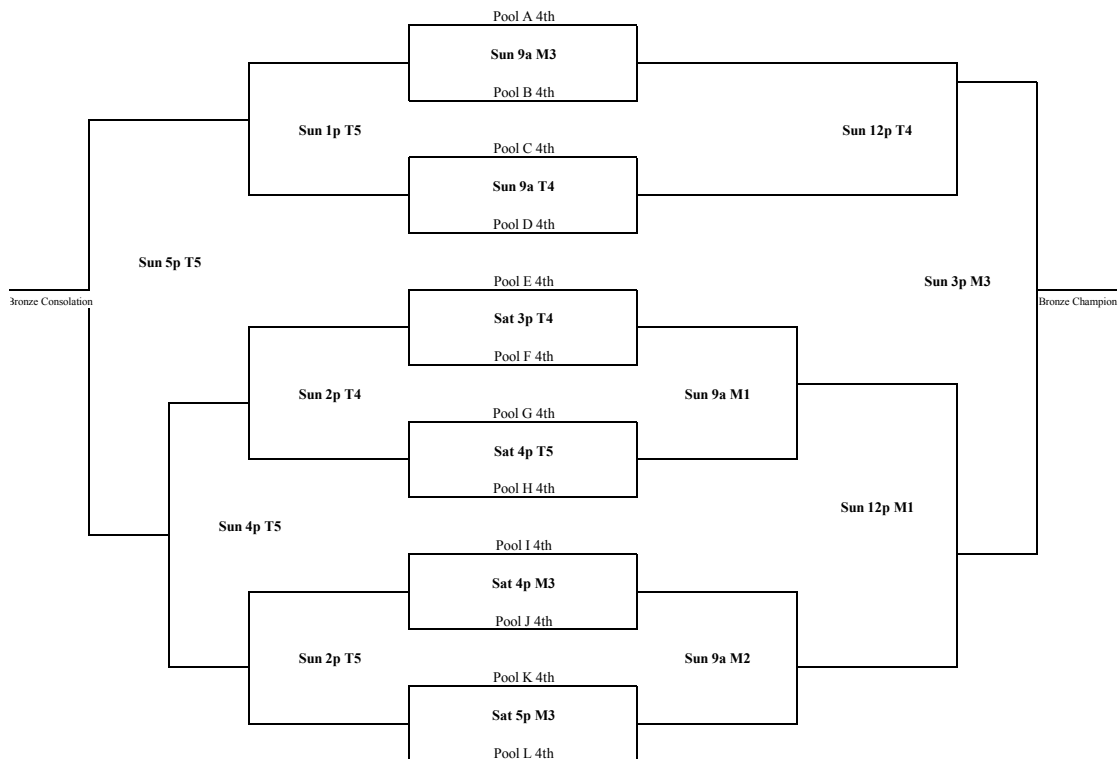 Pool A 4th
Sun 9a M3
Pool B 4th
Sun 1p T5
Sun 12p T4
Pool C 4th
Sun 9a T4
Pool D 4th
Sun 5p T5
Sun 3p M3
Pool E 4th
Bronze Consolation
Bronze Champion
Sat 3p T4
Pool F 4th
Sun 2p T4
Sun 9a M1
Pool G 4th
Sat 4p T5
Pool H 4th
Sun 4p T5
Sun 12p M1
Pool I 4th
Sat 4p M3
Pool J 4th
Sun 2p T5
Sun 9a M2
Pool K 4th
Sat 5p M3
Pool L 4th